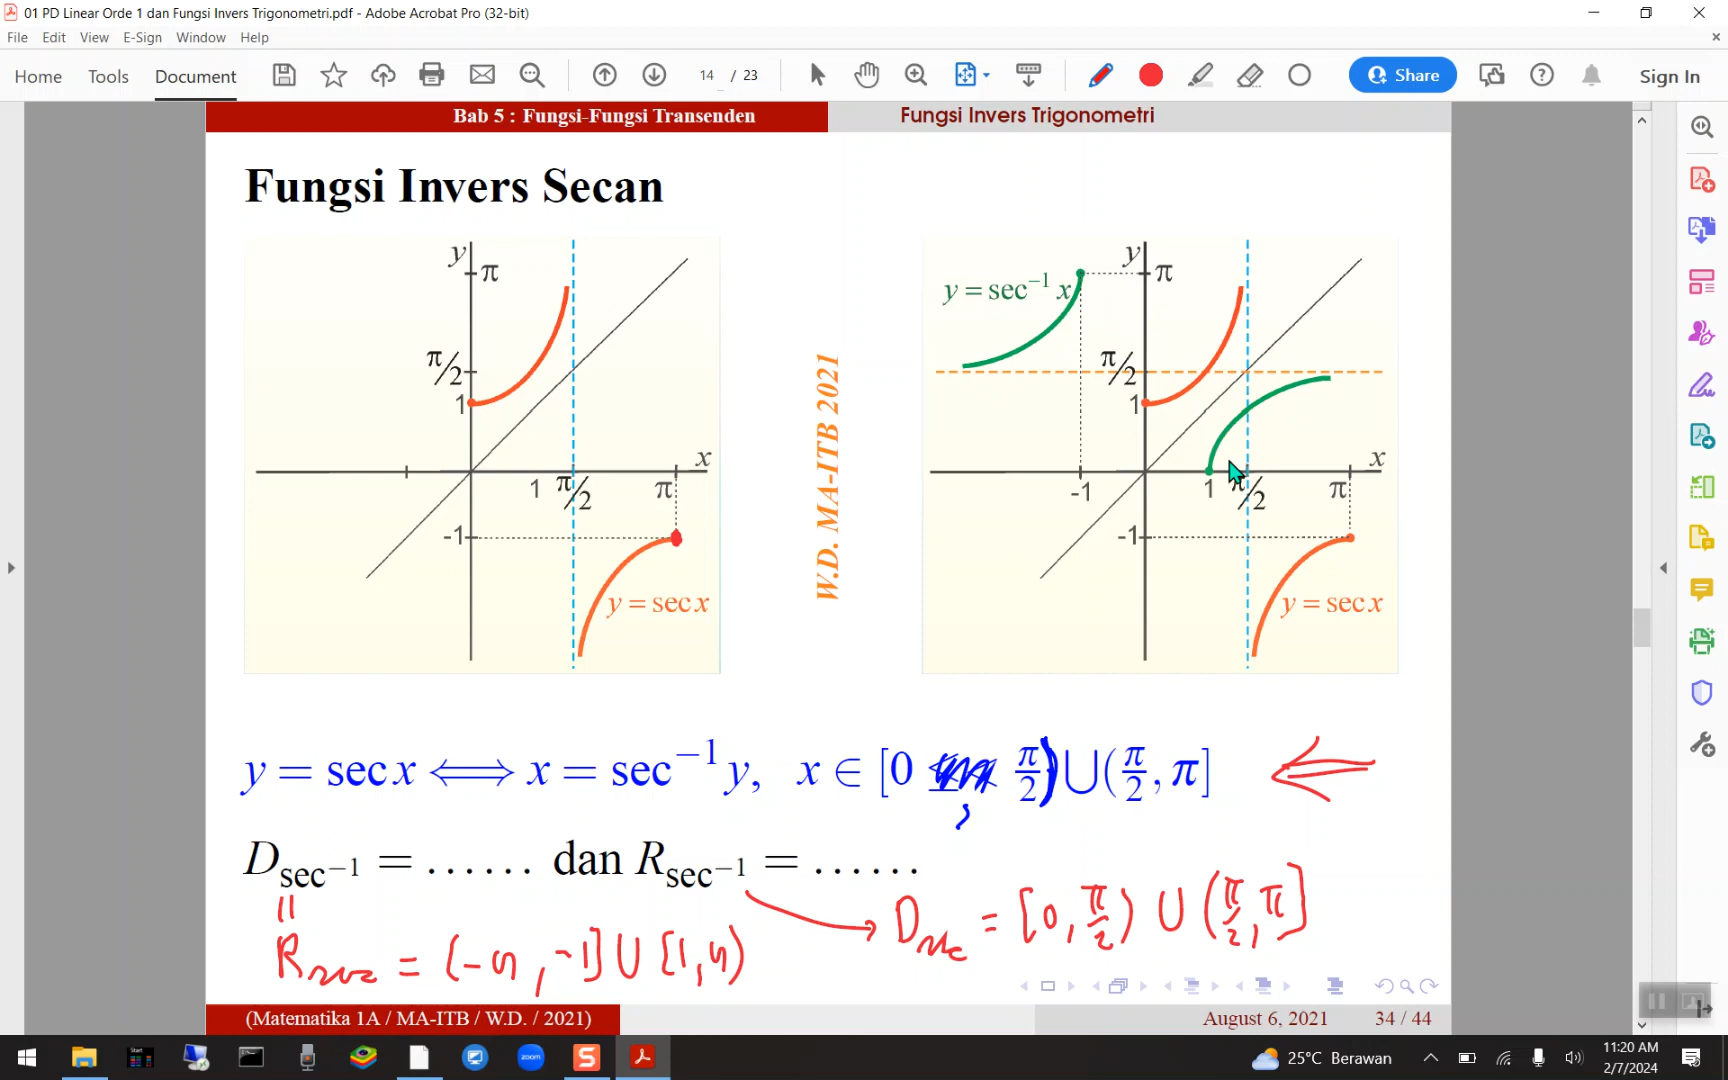 01 PD Linear Orde 1 dan Fungsi Invers Trigonometri.pdf - Adobe Acrobat Pro (32-bit)
File Edit View E-Sign Window Help
Home Tools Document 14 / 23 Share Sign In
Bab 5 : Fungsi-Fungsi Transenden Fungsi Invers Trigonometri
Fungsi Invers Secan
y π π/2 1 x 1 π/2 π -1 y = sec x
W.D. MA-ITB 2021
y = sec⁻¹ x y π π/2 1 x -1 1 π/2 π -1 y = sec x
y = sec x ⟺ x = sec⁻¹ y, x ∈ [0 , π/2) ∪ (π/2, π]
D_sec⁻¹ = ...... dan R_sec⁻¹ = ......
= D_sec = [0, π/2) ∪ (π/2, π]
R_sec = (-∞, -1] ∪ [1, ∞)
(Matematika 1A / MA-ITB / W.D. / 2021) August 6, 2021 34 / 44
Start zoom S 25°C Berawan 11:20 AM
2/7/2024